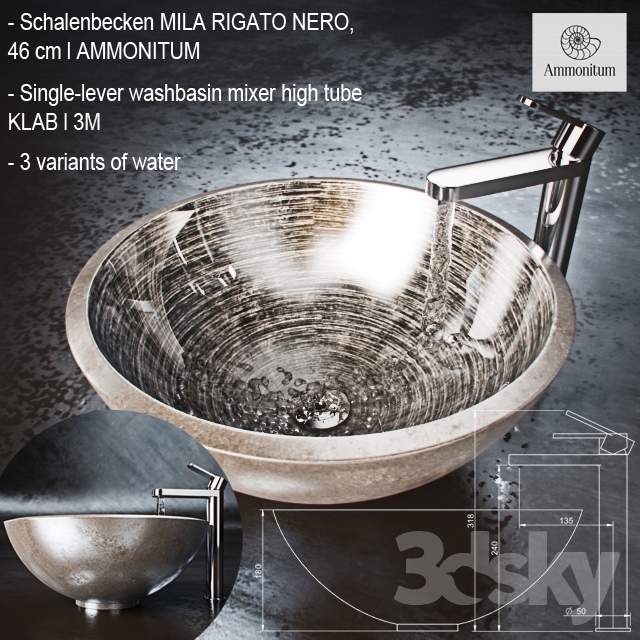 - Schalenbecken MILA RIGATO NERO,
46 cm I AMMONITUM
- Single-lever washbasin mixer high tube
KLAB I 3M
- 3 variants of water
Ammonitum
180
318
240
135
Ø 50
3dsky